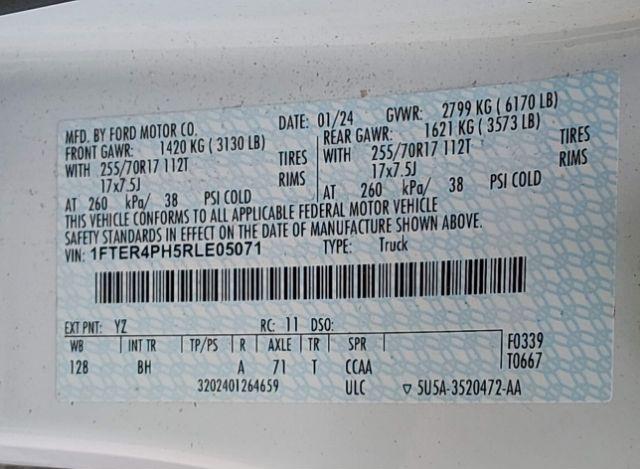 MFD. BY FORD MOTOR CO. DATE: 01/24 GVWR: 2799 KG ( 6170 LB)
FRONT GAWR: 1420 KG ( 3130 LB) REAR GAWR: 1621 KG ( 3573 LB)
WITH 255/70R17 112T TIRES WITH 255/70R17 112T TIRES
17x7.5J RIMS 17x7.5J RIMS
AT 260 kPa/ 38 PSI COLD AT 260 kPa/ 38 PSI COLD
THIS VEHICLE CONFORMS TO ALL APPLICABLE FEDERAL MOTOR VEHICLE
SAFETY STANDARDS IN EFFECT ON THE DATE OF MANUFACTURE SHOWN ABOVE.
VIN: 1FTER4PH5RLE05071 TYPE: Truck
EXT PNT: YZ RC: 11 DSO:
WB INT TR TP/PS R AXLE TR SPR F0339
128 BH A 71 T CCAA T0667
3202401264659 ULC ▽ 5U5A-3520472-AA